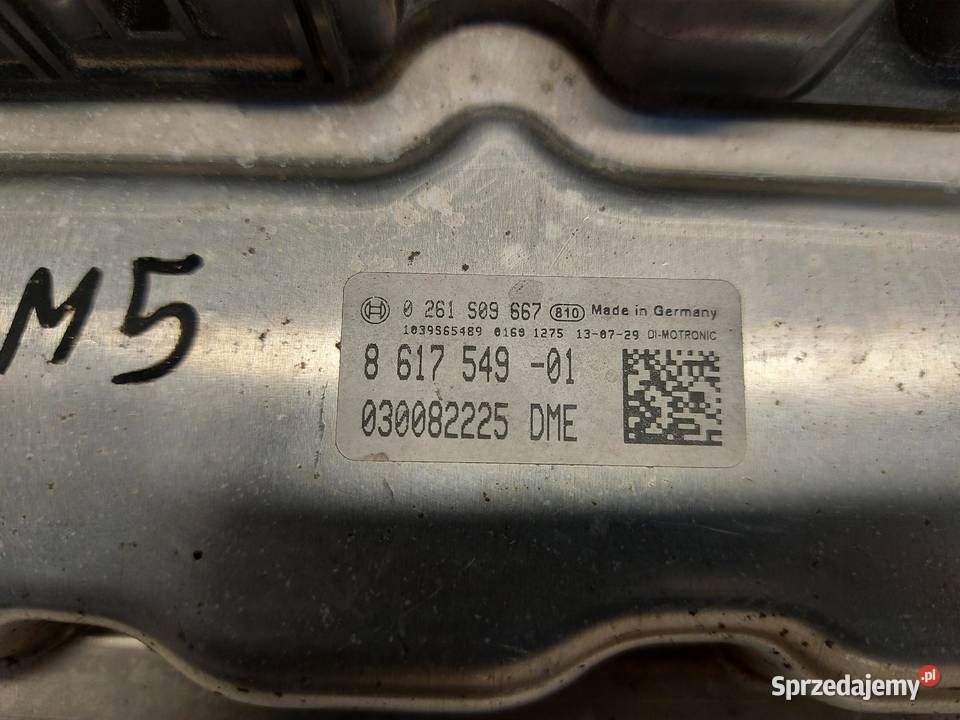 M5
0 261 S09 667 810 Made in Germany
1039S65489 0160 1275 13-07-29 DI-MOTRONIC
8 617 549 -01
030082225 DME
Sprzedajemy.pl